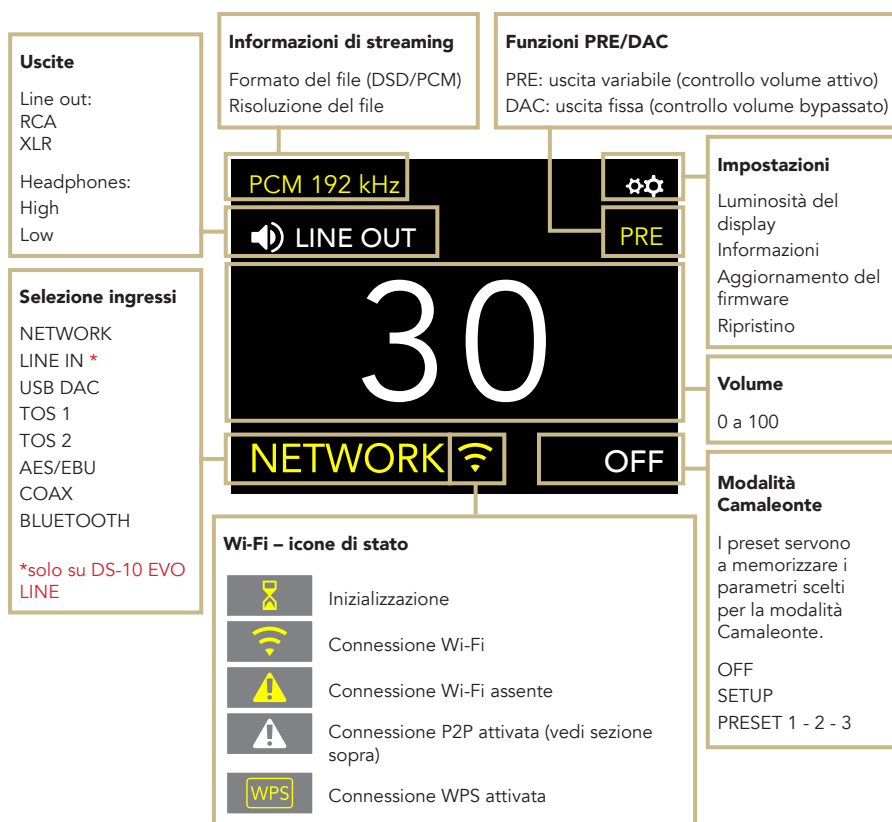 Uscite
Line out:
RCA
XLR
Headphones:
High
Low
Informazioni di streaming
Formato del file (DSD/PCM)
Risoluzione del file
Funzioni PRE/DAC
PRE: uscita variabile (controllo volume attivo)
DAC: uscita fissa (controllo volume bypassato)
PCM 192 kHz
LINE OUT
PRE
30
NETWORK
OFF
Impostazioni
Luminosità del
display
Informazioni
Aggiornamento del
firmware
Ripristino
Selezione ingressi
NETWORK
LINE IN *
USB DAC
TOS 1
TOS 2
AES/EBU
COAX
BLUETOOTH
*solo su DS-10 EVO
LINE
Volume
0 a 100
Modalità
Camaleonte
I preset servono
a memorizzare i
parametri scelti
per la modalità
Camaleonte.
OFF
SETUP
PRESET 1 - 2 - 3
Wi-Fi – icone di stato
Inizializzazione
Connessione Wi-Fi
Connessione Wi-Fi assente
Connessione P2P attivata (vedi sezione
sopra)
WPS
Connessione WPS attivata